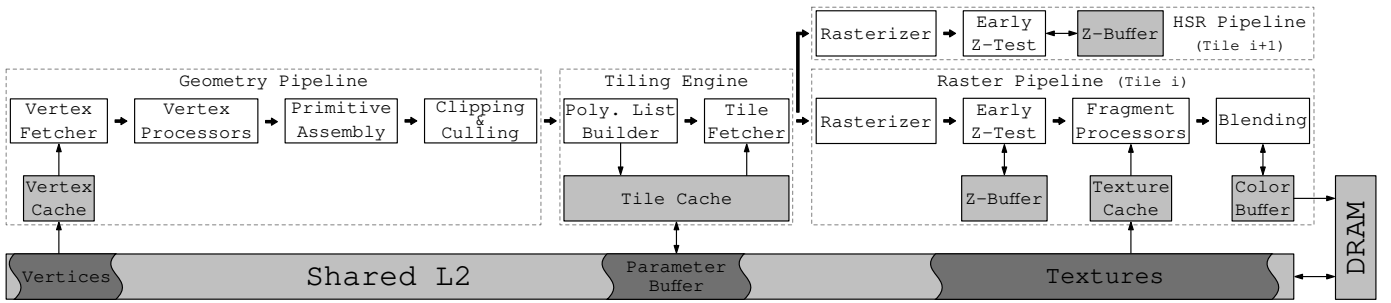 Geometry Pipeline
Vertex
Fetcher
Vertex
Processors
Primitive
Assembly
Clipping
&
Culling
Vertex
Cache
Tiling Engine
Poly. List
Builder
Tile
Fetcher
Tile Cache
Rasterizer
Early
Z-Test
Z-Buffer
HSR Pipeline
(Tile i+1)
Raster Pipeline (Tile i)
Rasterizer
Early
Z-Test
Fragment
Processors
Blending
Z-Buffer
Texture
Cache
Color
Buffer
DRAM
Vertices
Shared L2
Parameter
Buffer
Textures